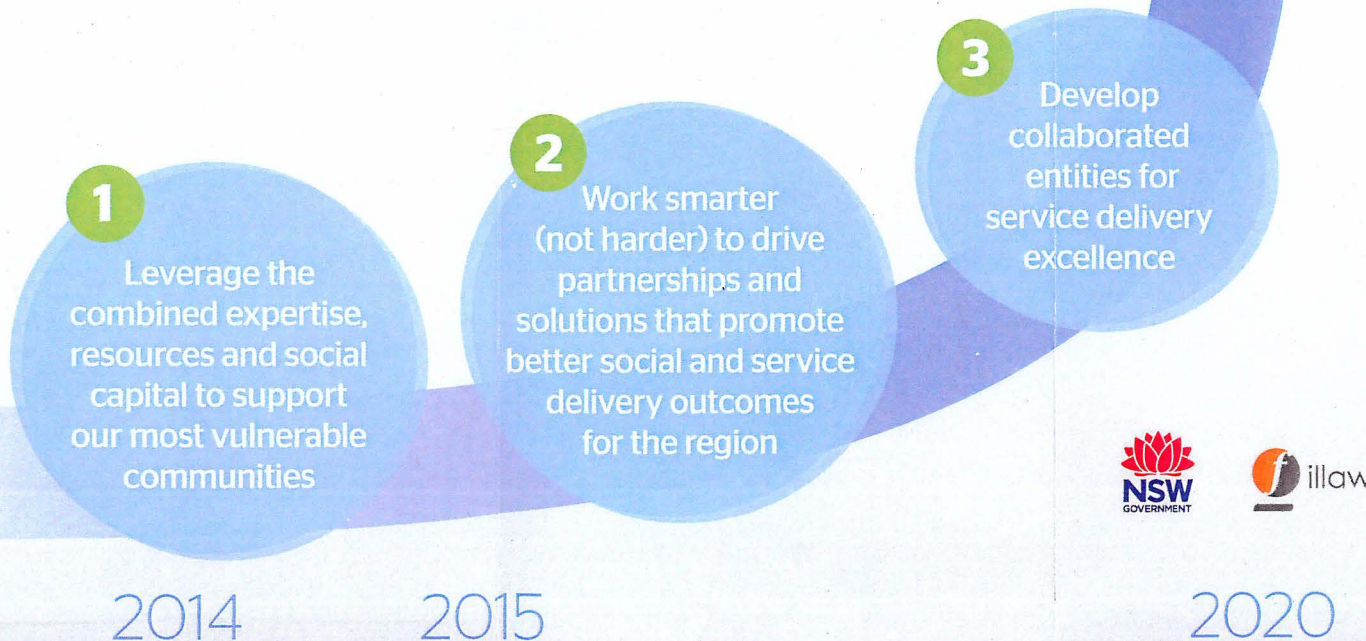 1
Leverage the
combined expertise,
resources and social
capital to support
our most vulnerable
communities
2
Work smarter
(not harder) to drive
partnerships and
solutions that promote
better social and service
delivery outcomes
for the region
3
Develop
collaborated
entities for
service delivery
excellence
NSW
GOVERNMENT
f illaw
2014 2015 2020